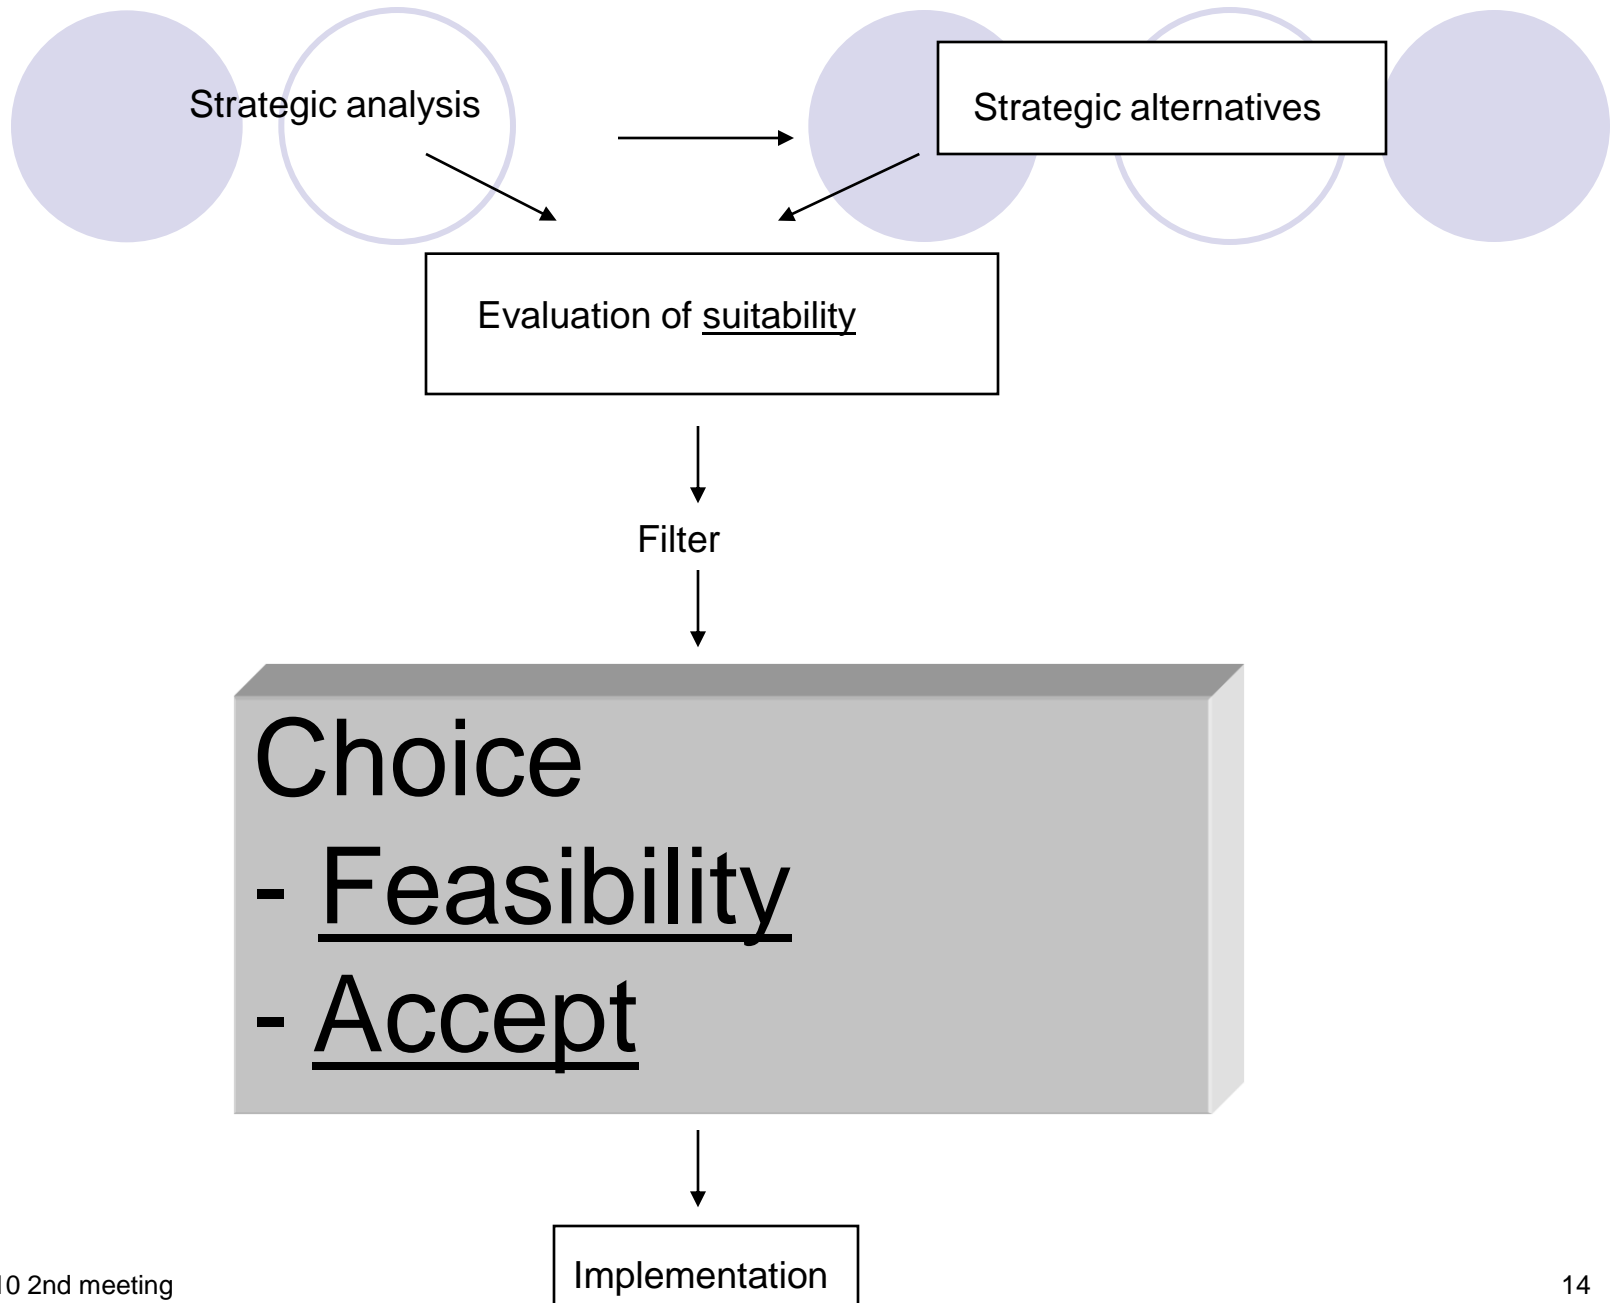 Strategic analysis
Strategic alternatives
Evaluation of suitability
Filter
Choice
- Feasibility
- Accept
Implementation
10 2nd meeting
14